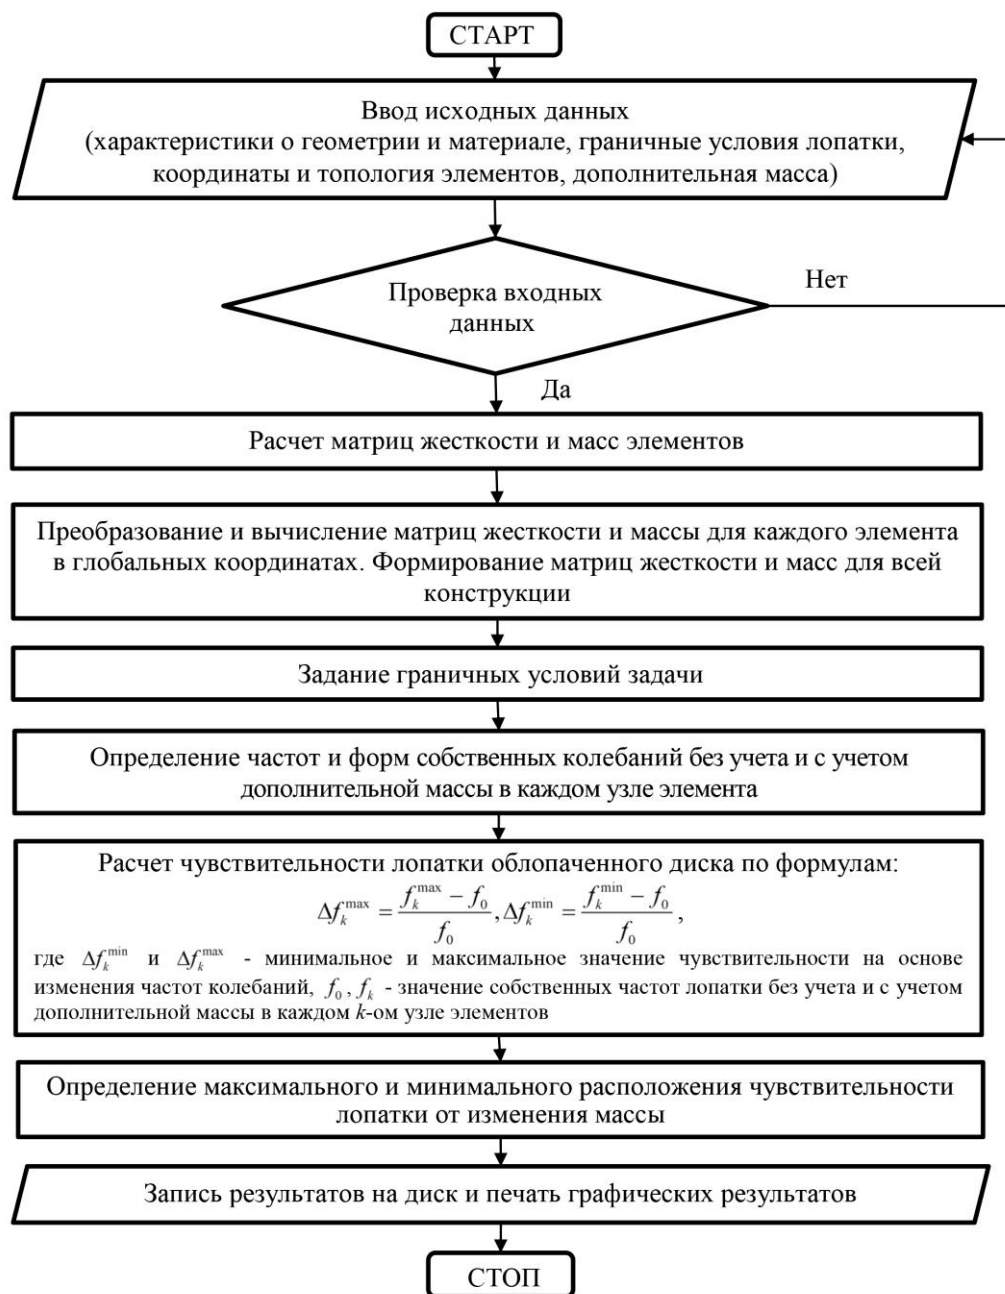 СТАРТ
Ввод исходных данных
(характеристики о геометрии и материале, граничные условия лопатки,
координаты и топология элементов, дополнительная масса)
Нет
Проверка входных
данных
Да
Расчет матриц жесткости и масс элементов
Преобразование и вычисление матриц жесткости и массы для каждого элемента
в глобальных координатах. Формирование матриц жесткости и масс для всей
конструкции
Задание граничных условий задачи
Определение частот и форм собственных колебаний без учета и с учетом
дополнительной массы в каждом узле элемента
Расчет чувствительности лопатки облопаченного диска по формулам:
Δf_k^max = (f_k^max − f_0) / f_0, Δf_k^min = (f_k^min − f_0) / f_0,
где Δf_k^min и Δf_k^max - минимальное и максимальное значение чувствительности на основе
изменения частот колебаний, f_0, f_k - значение собственных частот лопатки без учета и с учетом
дополнительной массы в каждом k-ом узле элементов
Определение максимального и минимального расположения чувствительности
лопатки от изменения массы
Запись результатов на диск и печать графических результатов
СТОП